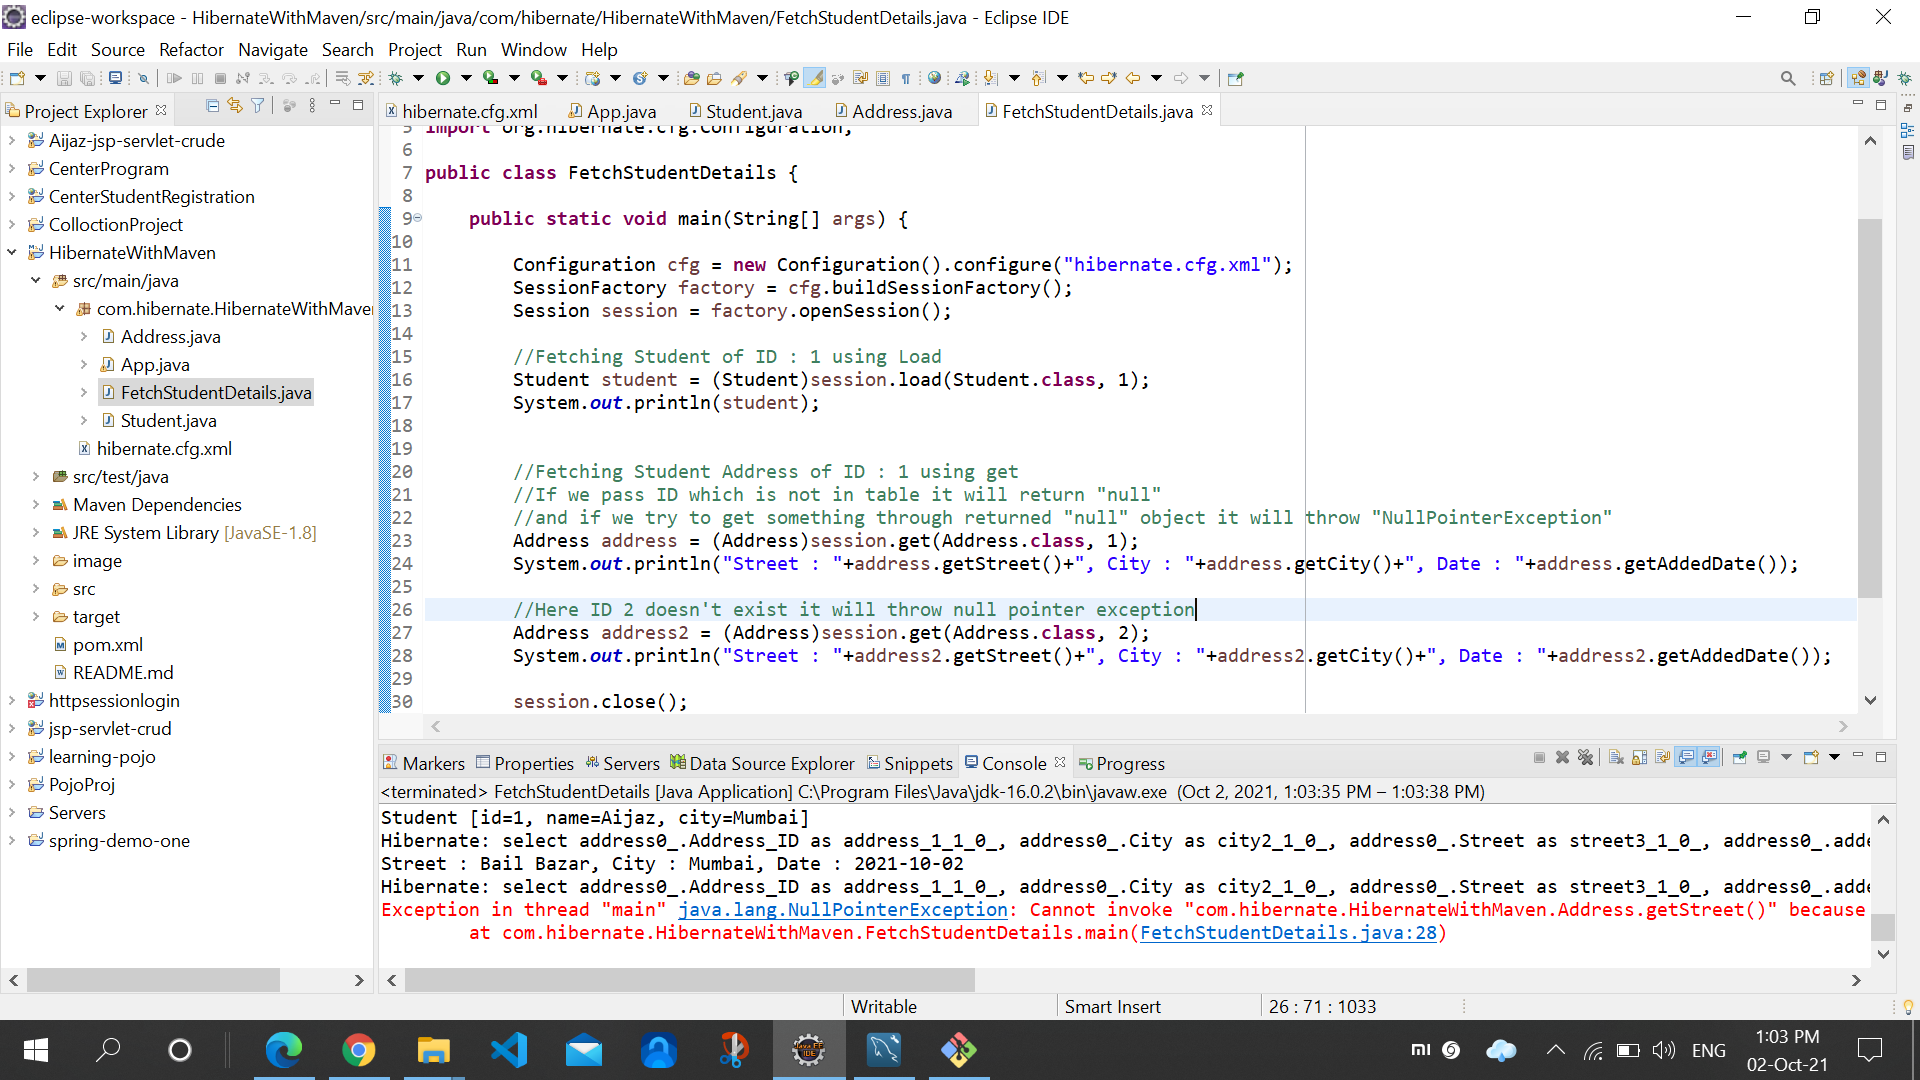 eclipse-workspace - HibernateWithMaven/src/main/java/com/hibernate/HibernateWithMaven/FetchStudentDetails.java - Eclipse IDE
File Edit Source Refactor Navigate Search Project Run Window Help
Project Explorer
Aijaz-jsp-servlet-crude
CenterProgram
CenterStudentRegistration
ColloctionProject
HibernateWithMaven
src/main/java
com.hibernate.HibernateWithMaven
Address.java
App.java
FetchStudentDetails.java
Student.java
hibernate.cfg.xml
src/test/java
Maven Dependencies
JRE System Library [JavaSE-1.8]
image
src
target
pom.xml
README.md
httpsessionlogin
jsp-servlet-crud
learning-pojo
PojoProj
Servers
spring-demo-one
hibernate.cfg.xml App.java Student.java Address.java FetchStudentDetails.java
5 import org.hibernate.cfg.Configuration;
6
7 public class FetchStudentDetails {
8
9 public static void main(String[] args) {
10
11 Configuration cfg = new Configuration().configure("hibernate.cfg.xml");
12 SessionFactory factory = cfg.buildSessionFactory();
13 Session session = factory.openSession();
14
15 //Fetching Student of ID : 1 using Load
16 Student student = (Student)session.load(Student.class, 1);
17 System.out.println(student);
18
19
20 //Fetching Student Address of ID : 1 using get
21 //If we pass ID which is not in table it will return "null"
22 //and if we try to get something through returned "null" object it will throw "NullPointerException"
23 Address address = (Address)session.get(Address.class, 1);
24 System.out.println("Street : "+address.getStreet()+", City : "+address.getCity()+", Date : "+address.getAddedDate());
25
26 //Here ID 2 doesn't exist it will throw null pointer exception
27 Address address2 = (Address)session.get(Address.class, 2);
28 System.out.println("Street : "+address2.getStreet()+", City : "+address2.getCity()+", Date : "+address2.getAddedDate());
29
30 session.close();
Markers Properties Servers Data Source Explorer Snippets Console Progress
<terminated> FetchStudentDetails [Java Application] C:\Program Files\Java\jdk-16.0.2\bin\javaw.exe (Oct 2, 2021, 1:03:35 PM – 1:03:38 PM)
Student [id=1, name=Aijaz, city=Mumbai]
Hibernate: select address0_.Address_ID as address_1_1_0_, address0_.City as city2_1_0_, address0_.Street as street3_1_0_, address0_.adde
Street : Bail Bazar, City : Mumbai, Date : 2021-10-02
Hibernate: select address0_.Address_ID as address_1_1_0_, address0_.City as city2_1_0_, address0_.Street as street3_1_0_, address0_.adde
Exception in thread "main" java.lang.NullPointerException: Cannot invoke "com.hibernate.HibernateWithMaven.Address.getStreet()" because
at com.hibernate.HibernateWithMaven.FetchStudentDetails.main(FetchStudentDetails.java:28)
Writable Smart Insert 26 : 71 : 1033
Java EE IDE
ENG
1:03 PM
02-Oct-21